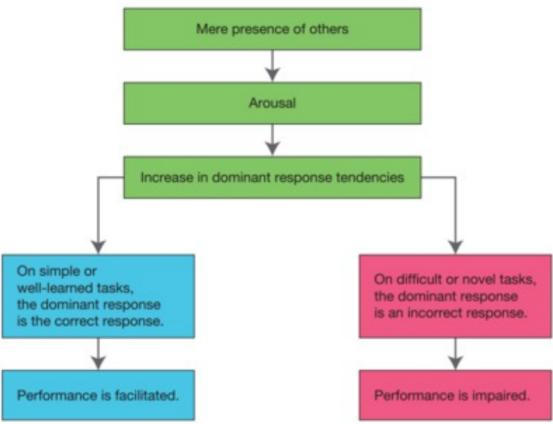 Mere presence of others
Arousal
Increase in dominant response tendencies
On simple or
well-learned tasks,
the dominant response
is the correct response.
On difficult or novel tasks,
the dominant response
is an incorrect response.
Performance is facilitated.
Performance is impaired.